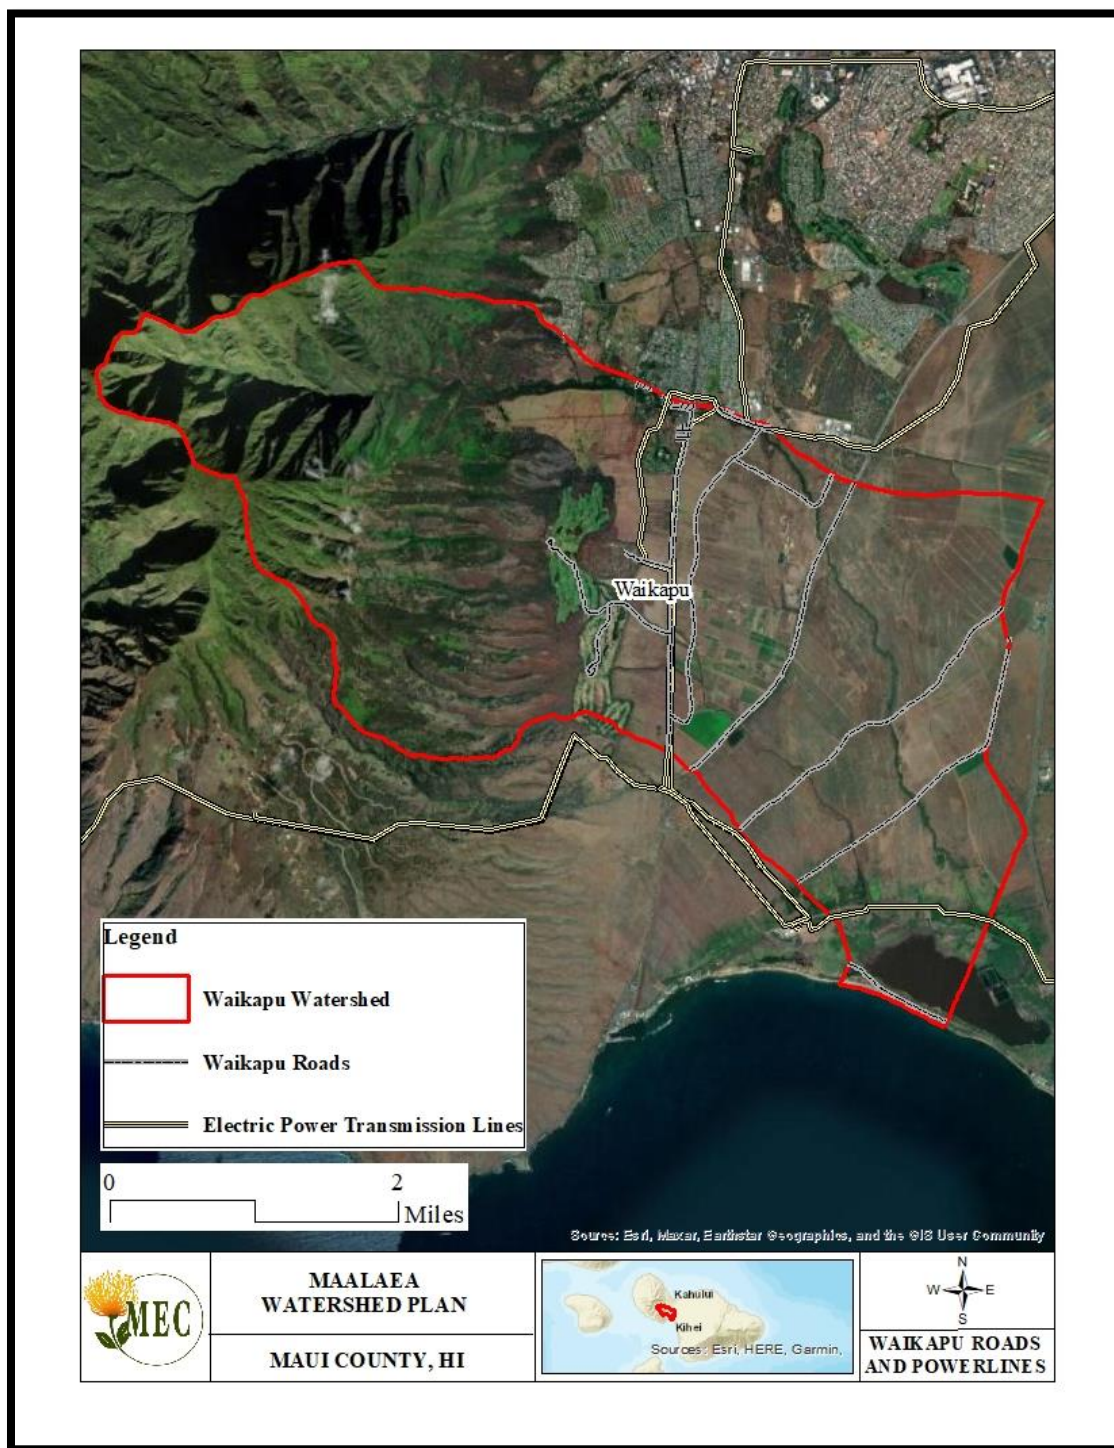 Waikapu
Legend
Waikapu Watershed
Waikapu Roads
Electric Power Transmission Lines
0 2
Miles
Source: Esri, Maxar, Earthstar Geographics, and the GIS User Community
MEC
MAALAEA
WATERSHED PLAN
MAUI COUNTY, HI
Kahului
Kihei
Sources: Esri, HERE, Garmin,
N
W E
S
WAIKAPU ROADS
AND POWERLINES